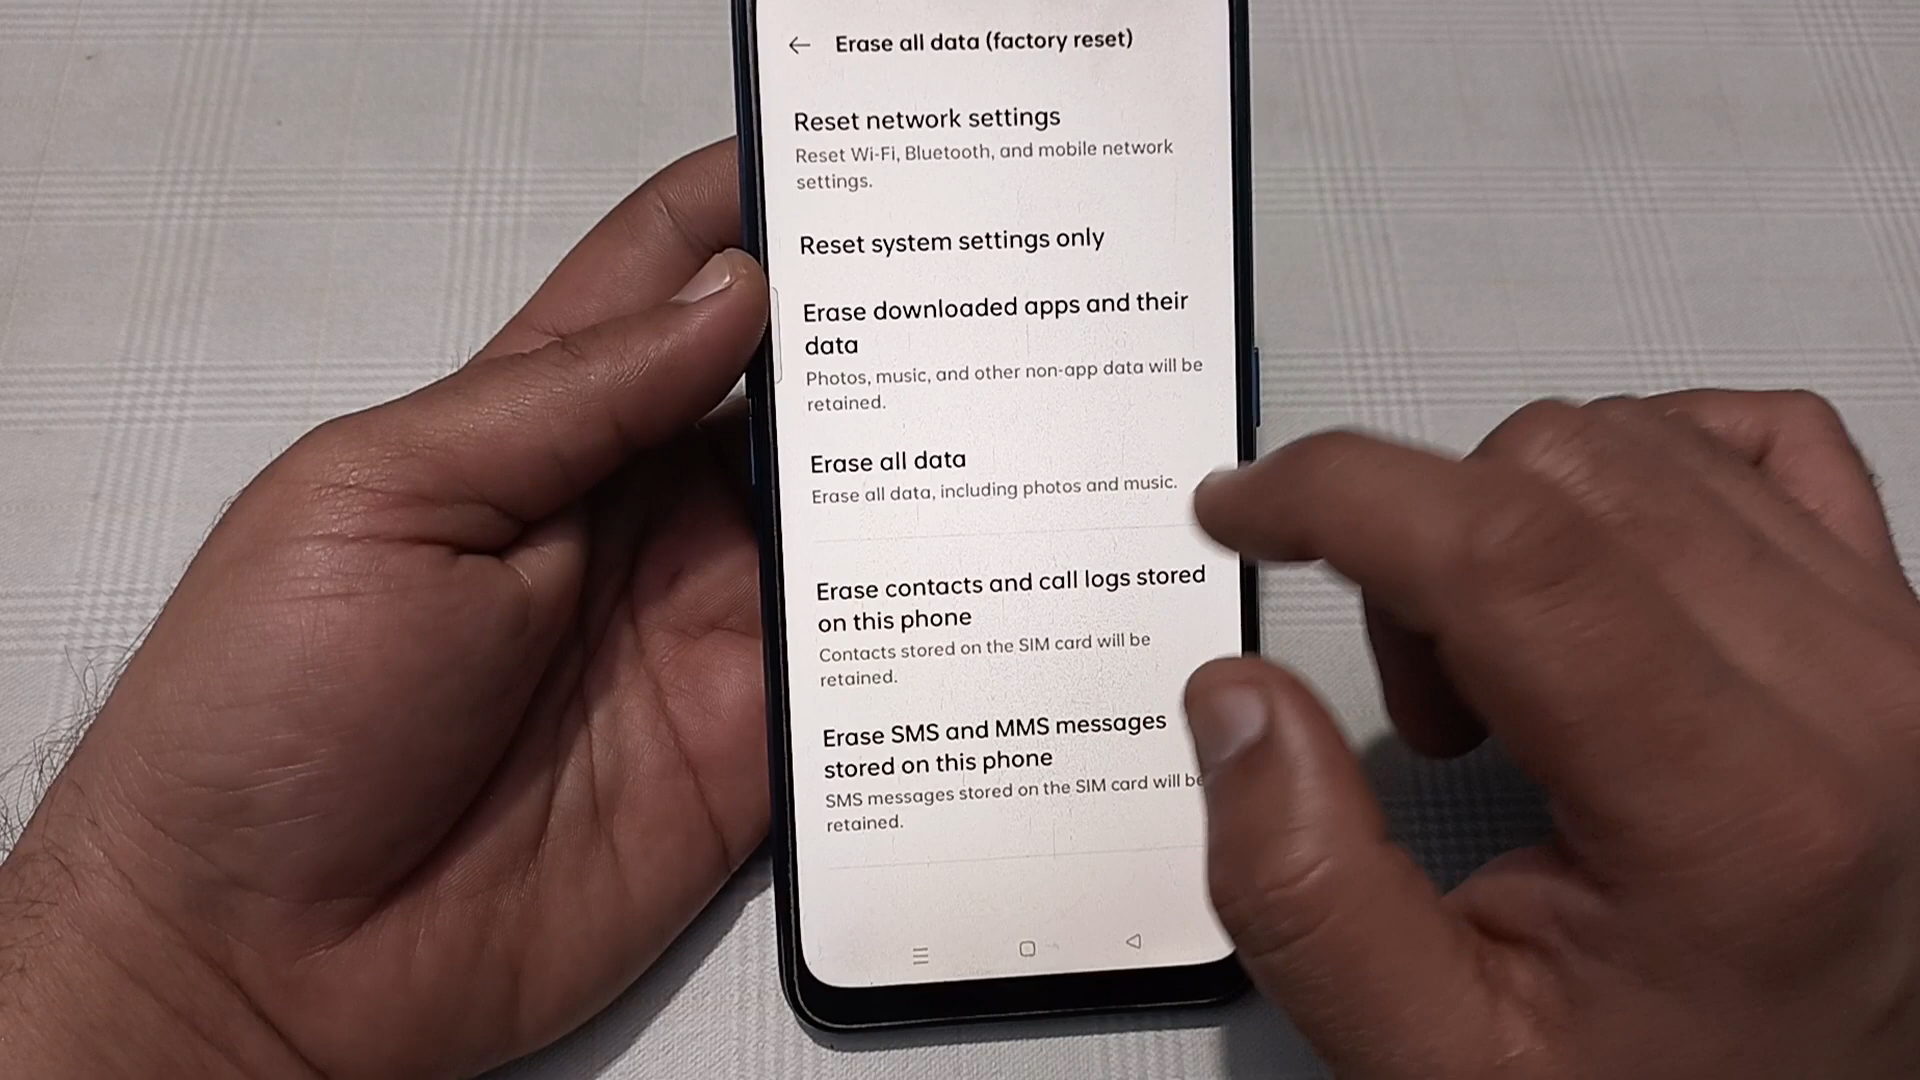 Erase all data (factory reset)
Reset network settings
Reset Wi-Fi, Bluetooth, and mobile network
settings.
Reset system settings only
Erase downloaded apps and their
data
Photos, music, and other non-app data will be
retained.
Erase all data
Erase all data, including photos and music.
Erase contacts and call logs stored
on this phone
Contacts stored on the SIM card will be
retained.
Erase SMS and MMS messages
stored on this phone
SMS messages stored on the SIM card will be
retained.